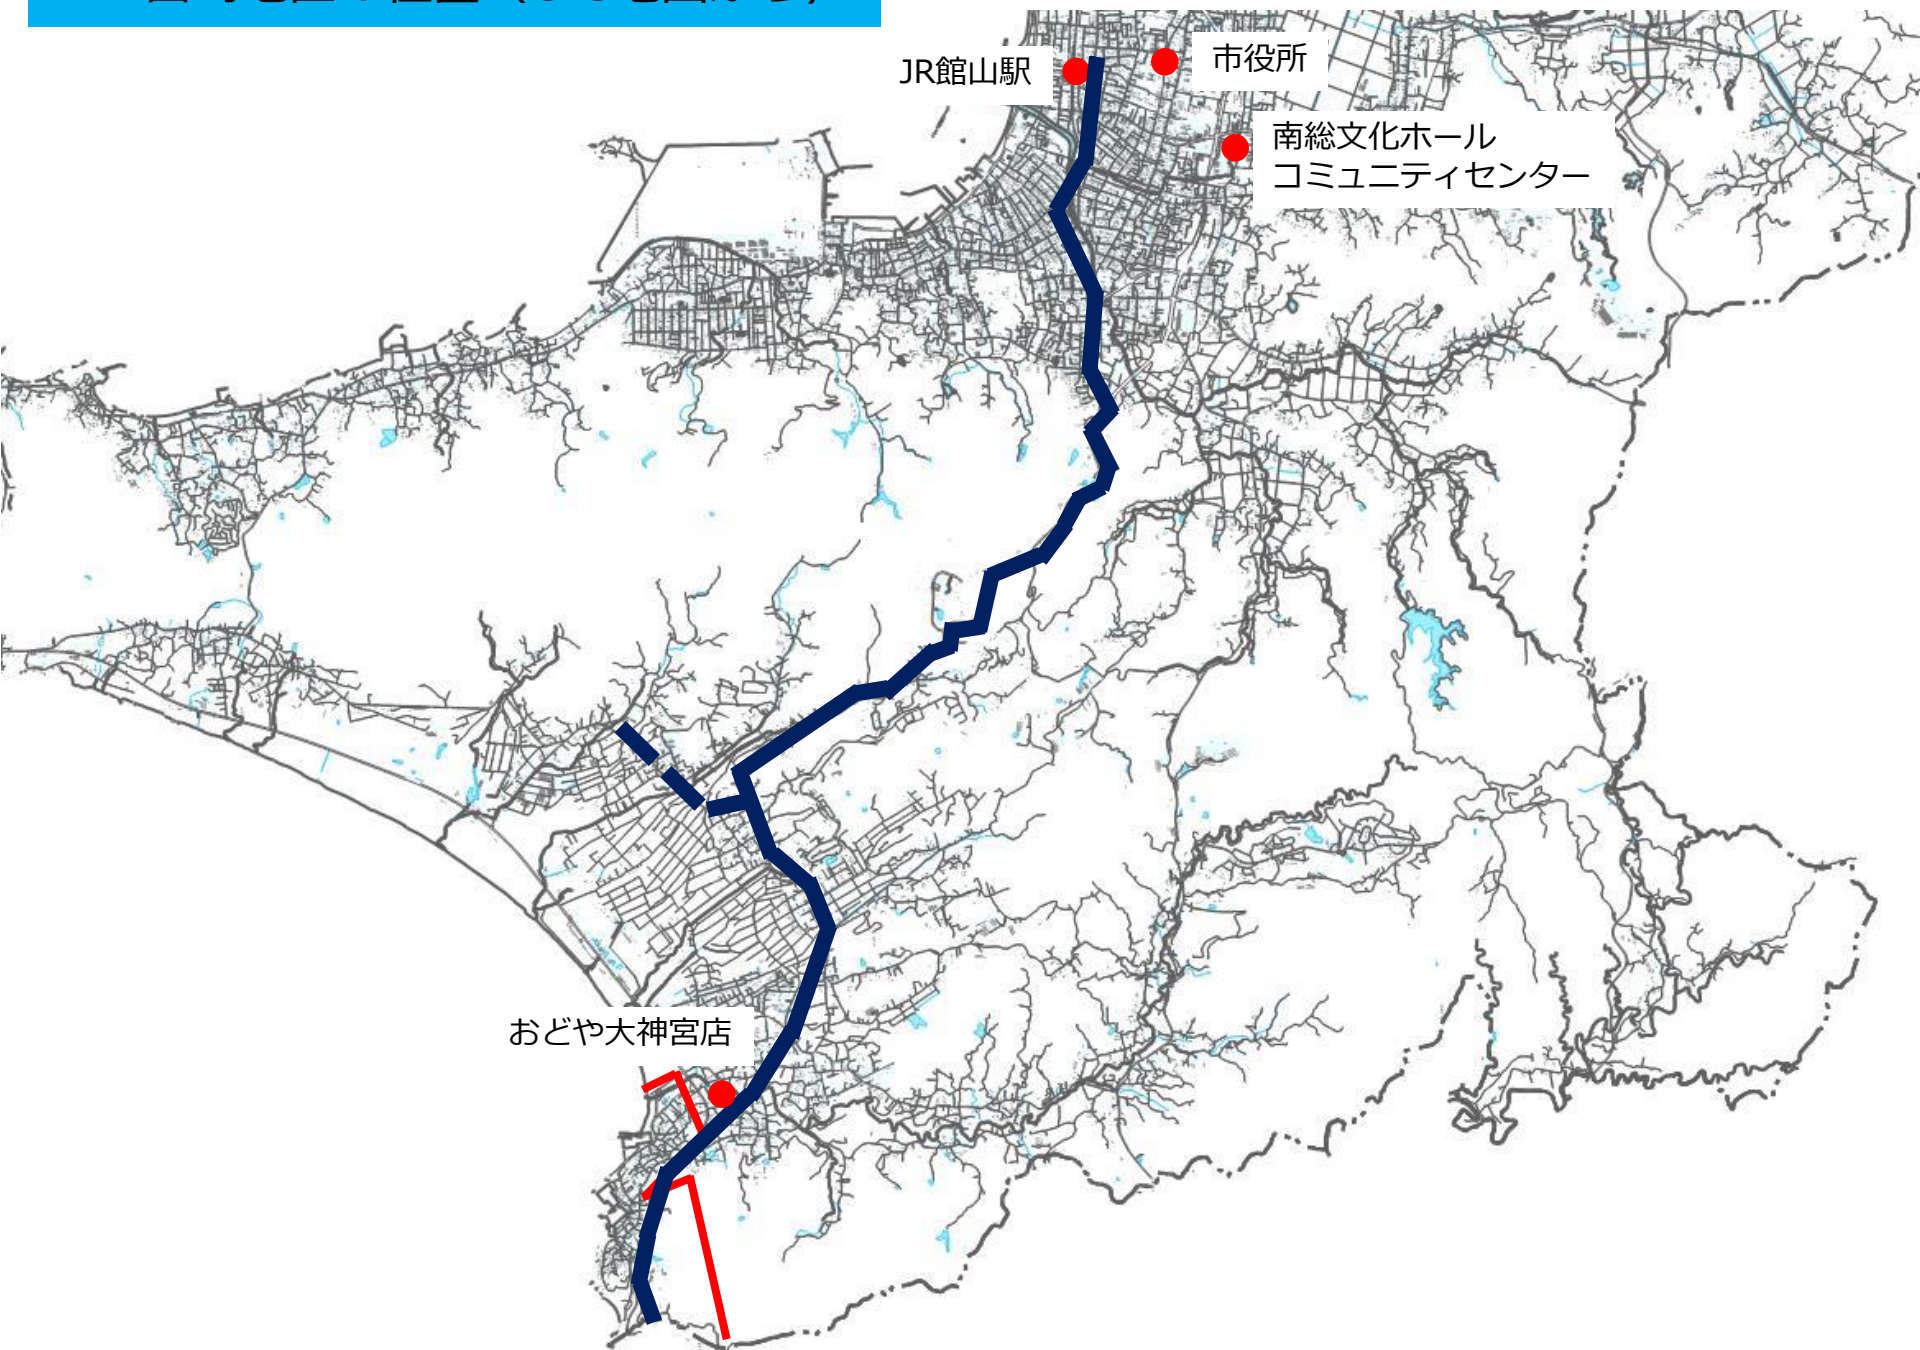 JR館山駅
市役所
南総文化ホール
コミュニティセンター
おどや大神宮店